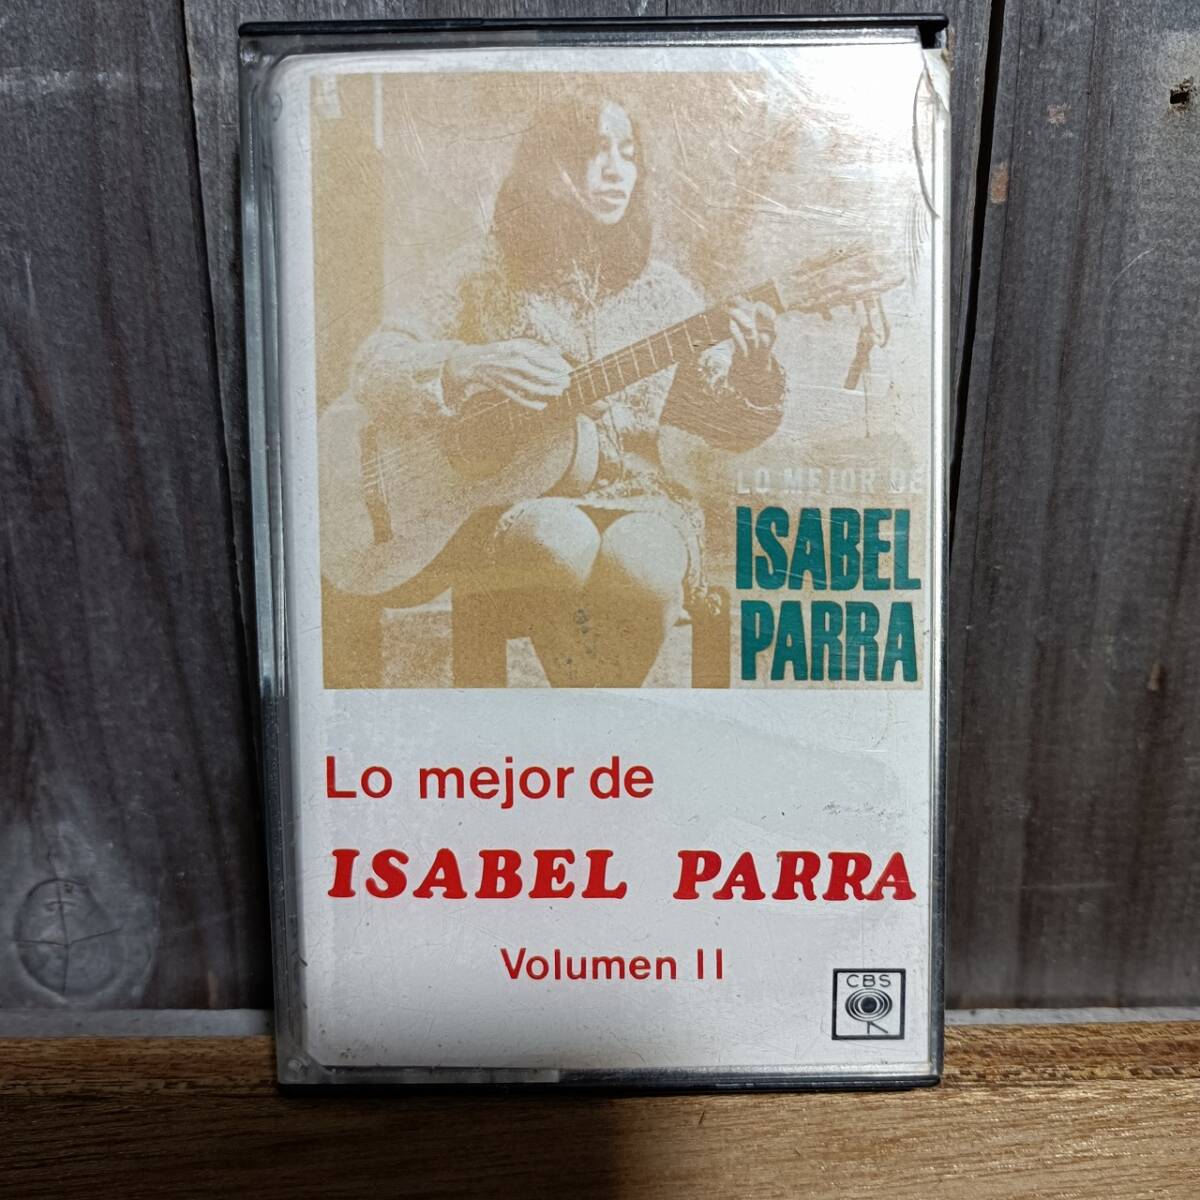 LO MEJOR DE
ISABEL
PARRA
Lo mejor de
ISABEL PARRA
Volumen II
CBS